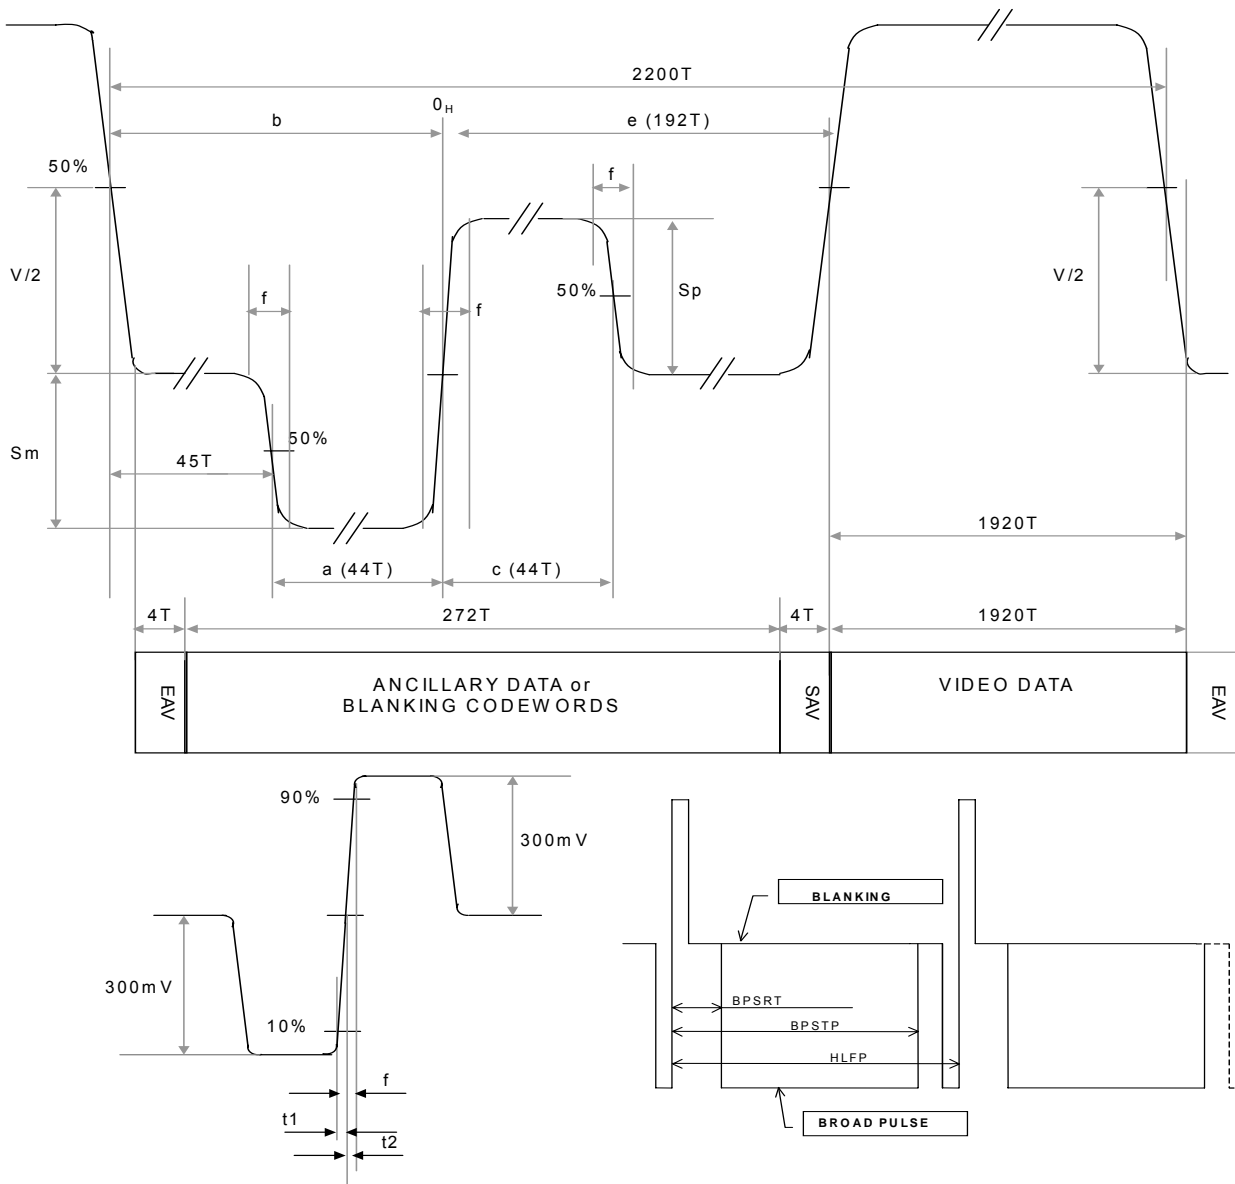 2200T
0H
b
e (192T)
50%
f
V/2
f
f
50%
Sp
V/2
50%
Sm
45T
1920T
a (44T)
c (44T)
4T
272T
4T
1920T
EAV
ANCILLARY DATA or
BLANKING CODEWORDS
SAV
VIDEO DATA
EAV
90%
300mV
300mV
10%
f
t1
t2
BLANKING
BPSRT
BPSTP
HLFP
BROAD PULSE